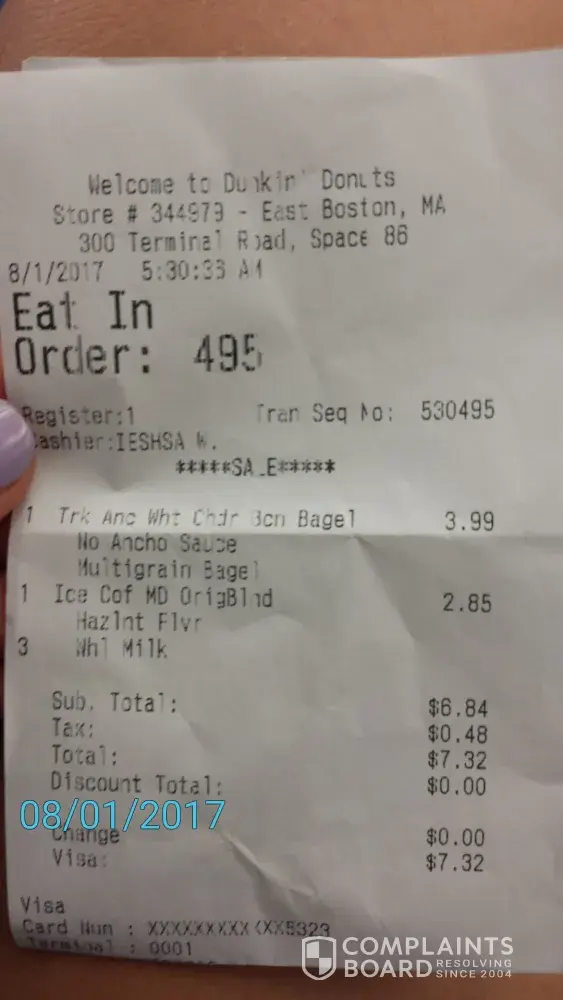 Welcome to Dunkin' Donuts
Store # 344979 - East Boston, MA
300 Terminal Road, Space 86
8/1/2017 5:30:33 AM
Eat In
Order: 495
Register:1 Tran Seq No: 530495
Cashier:IESHSA W.
*****SALE*****
1 Trk Anc Wht Chdr Bcn Bagel 3.99
No Ancho Sauce
Multigrain Bagel
1 Ice Cof MD OrigBlnd 2.85
Hazlnt Flvr
3 Whl Milk
Sub. Total: $6.84
Tax: $0.48
Total: $7.32
Discount Total: $0.00
08/01/2017
Change $0.00
Visa: $7.32
Visa
Card Num : XXXXXXXXXXXX5323
Terminal : 0001
COMPLAINTS
BOARD RESOLVING
SINCE 2004